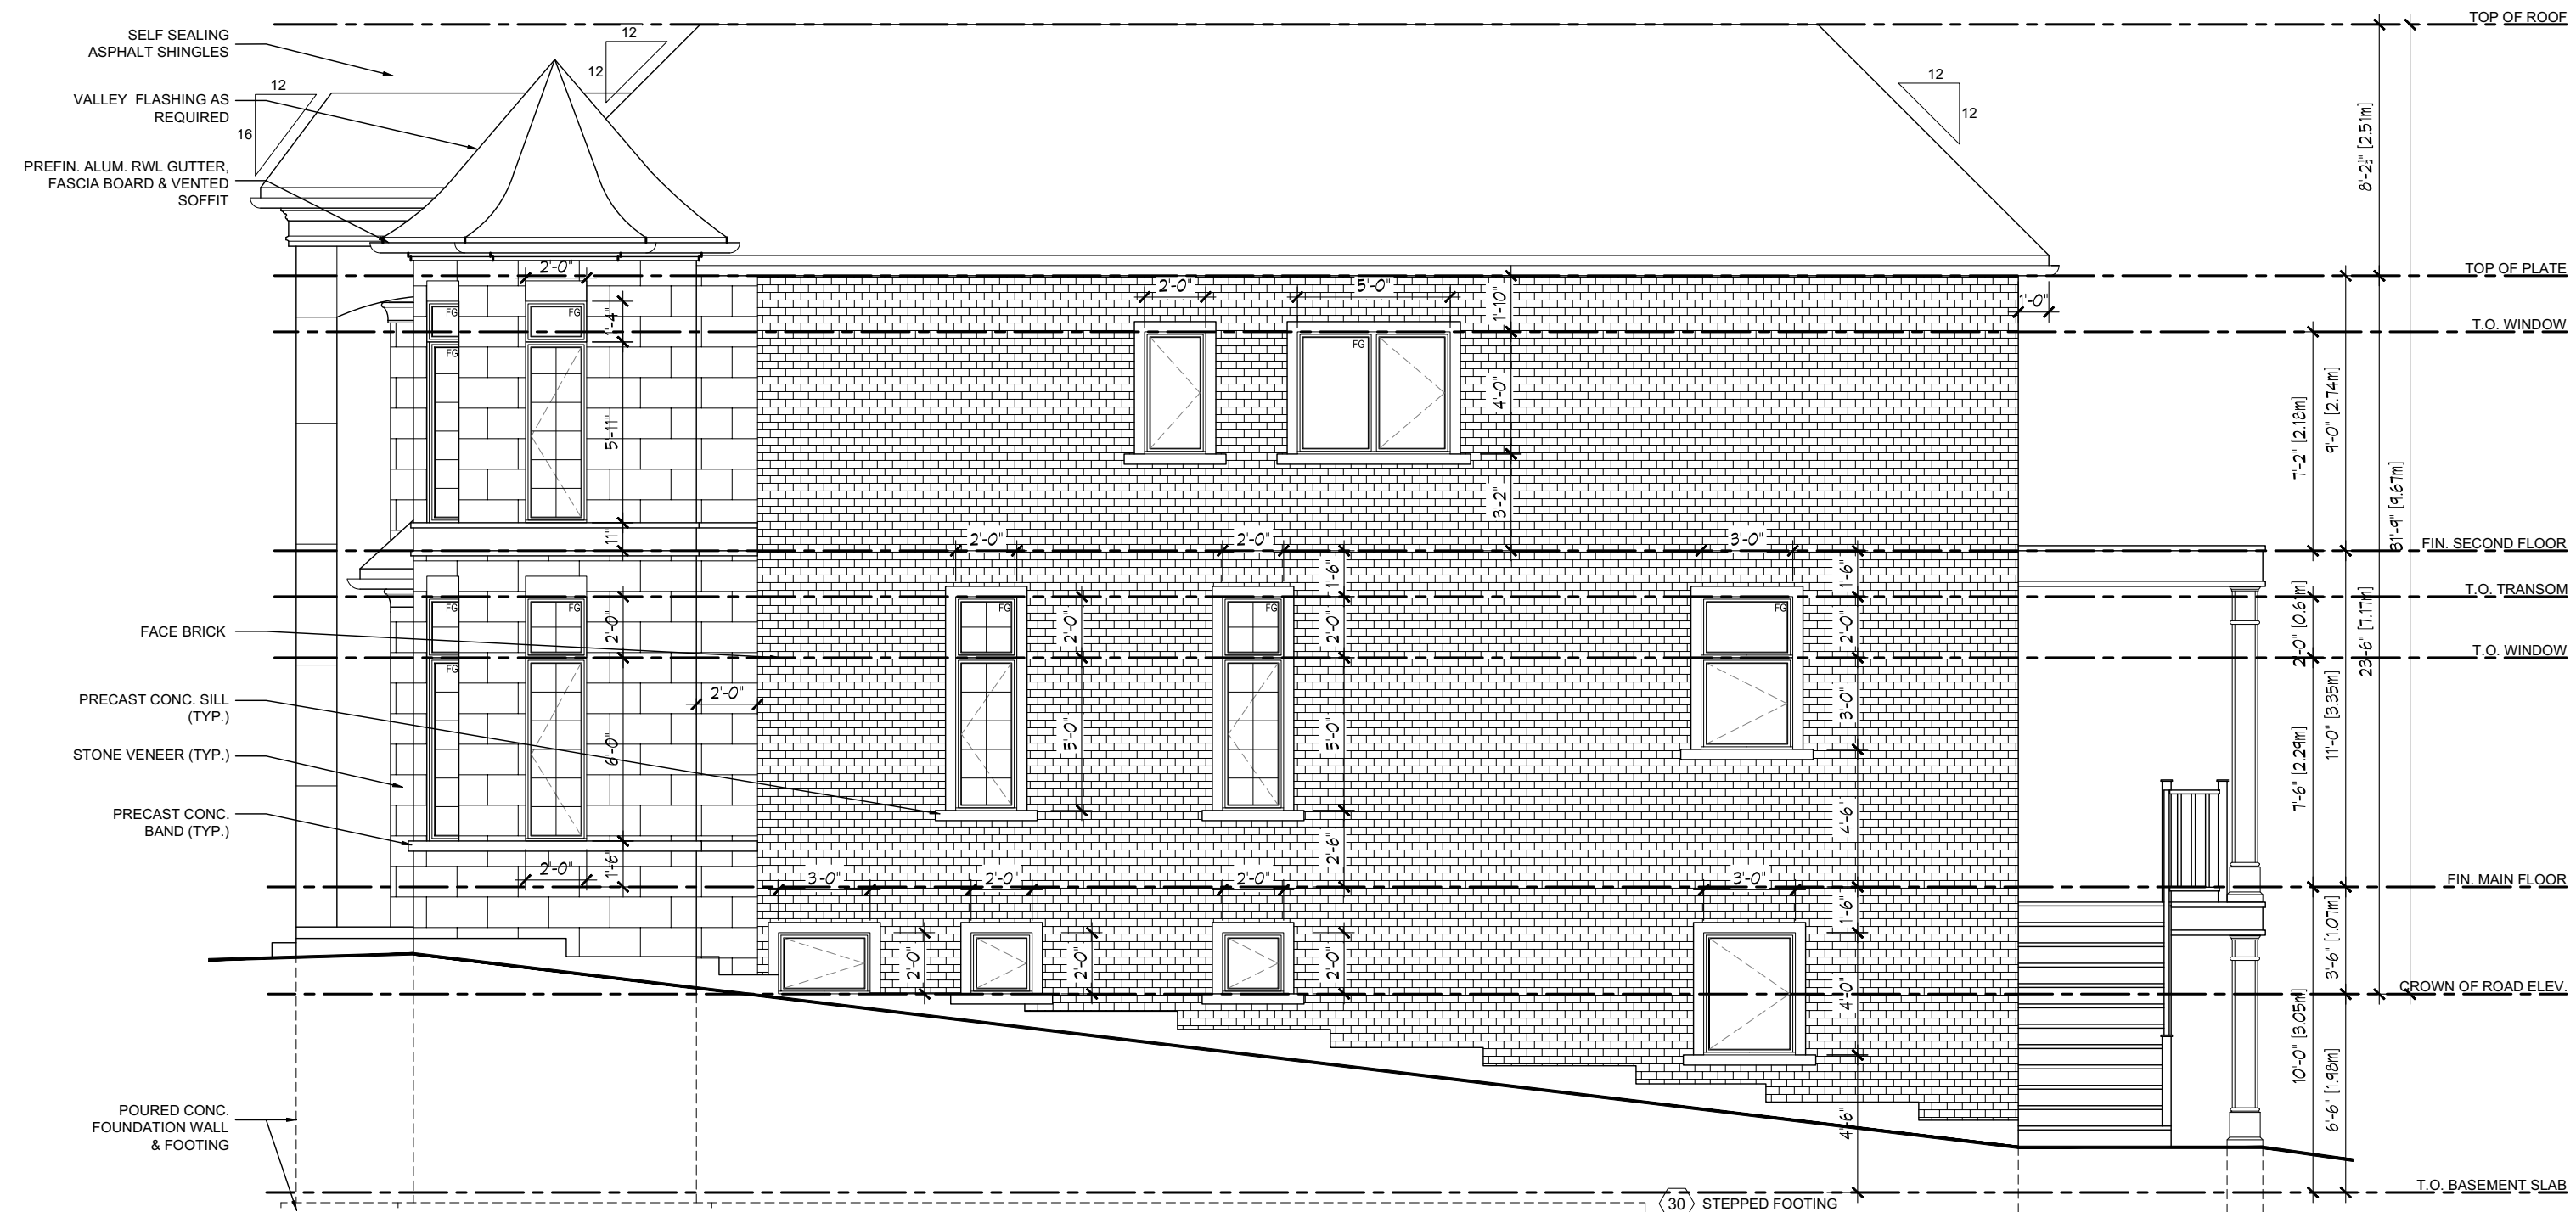 TOP OF ROOF
SELF SEALING
ASPHALT SHINGLES
12
12
12
12
12
16
VALLEY FLASHING AS
REQUIRED
PREFIN. ALUM. RWL GUTTER,
FASCIA BOARD & VENTED
SOFFIT
8'-2½" [2.51m]
TOP OF PLATE
2'-0"
2'-0"
5'-0"
1'-10"
1'-0"
FG
FG
1'-4"
T.O. WINDOW
FG
FG
5'-11"
4'-0"
7'-2" [2.18m]
9'-0" [2.74m]
31'-9" [9.67m]
3'-2"
11"
2'-0"
2'-0"
3'-0"
FIN. SECOND FLOOR
1'-6"
1'-6"
T.O. TRANSOM
FG
FG
FG
FG
FG
2'-0"
2'-0"
2'-0"
2'-0"
2'-0" [0.61m]
23'-6" [7.17m]
FACE BRICK
T.O. WINDOW
FG
2'-0"
PRECAST CONC. SILL
(TYP.)
6'-0"
5'-0"
5'-0"
3'-0"
7'-6" [2.29m]
11'-0" [3.35m]
STONE VENEER (TYP.)
PRECAST CONC.
BAND (TYP.)
4'-6"
2'-6"
2'-0"
1'-6"
3'-0"
2'-0"
2'-0"
3'-0"
FIN. MAIN FLOOR
1'-6"
2'-0"
2'-0"
2'-0"
4'-0"
3'-6" [1.07m]
CROWN OF ROAD ELEV.
10'-0" [3.05m]
6'-6" [1.98m]
4'-6"
POURED CONC.
FOUNDATION WALL
& FOOTING
T.O. BASEMENT SLAB
30 STEPPED FOOTING